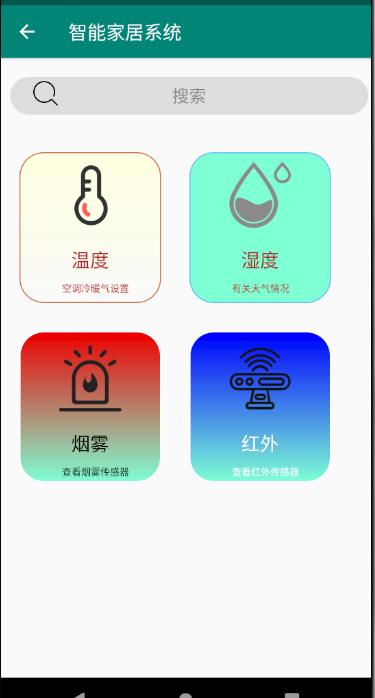 智能家居系统
搜索
温度
空调冷暖气设置
湿度
有关天气情况
烟雾
查看烟雾传感器
红外
查看红外传感器